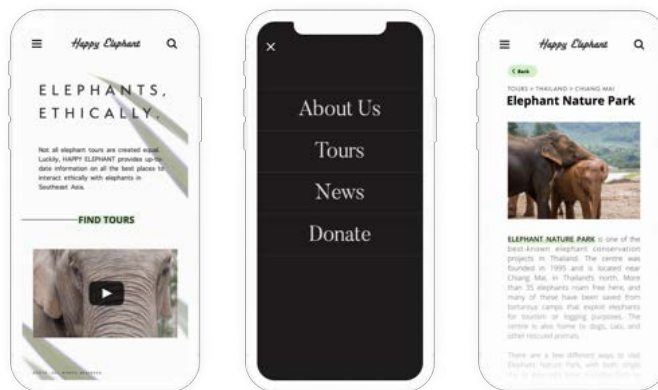 Happy Elephant
ELEPHANTS,
ETHICALLY.
Not all elephant tours are created equal.
Luckily, HAPPY ELEPHANT provides up-to-
date information on all the best places to
interact ethically with elephants in
Southeast Asia.
FIND TOURS
ALL RIGHTS RESERVED
×
About Us
Tours
News
Donate
Happy Elephant
< Back
TOURS > THAILAND > CHIANG MAI
Elephant Nature Park
ELEPHANT NATURE PARK is one of the
best-known elephant conservation
projects in Thailand. The centre was
founded in 1995 and is located near
Chiang Mai, in Thailand's north. More
than 35 elephants roam free here, and
many of these have been saved from
torturous camps that exploit elephants
for tourism or logging purposes. The
centre is also home to dogs, cats, and
other rescued animals.
There are a few different ways to visit
Elephant Nature Park, with both single